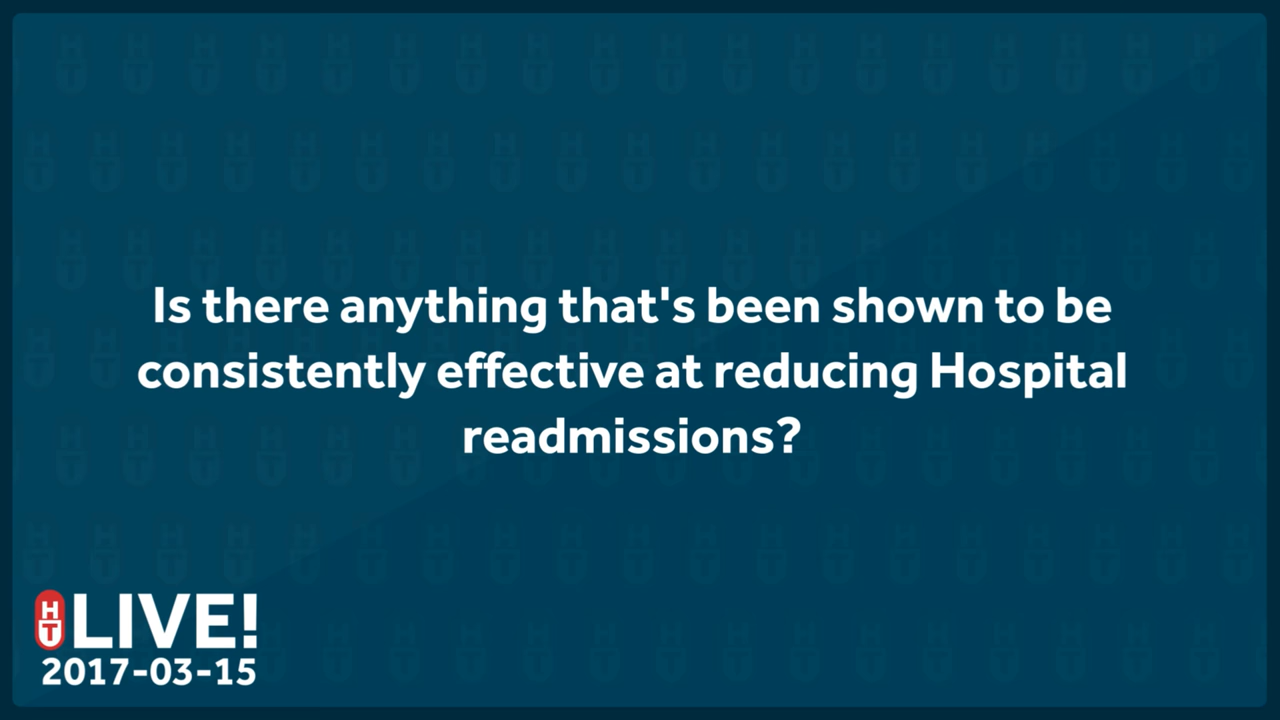 Is there anything that's been shown to be
consistently effective at reducing Hospital
readmissions?
HT LIVE!
2017-03-15